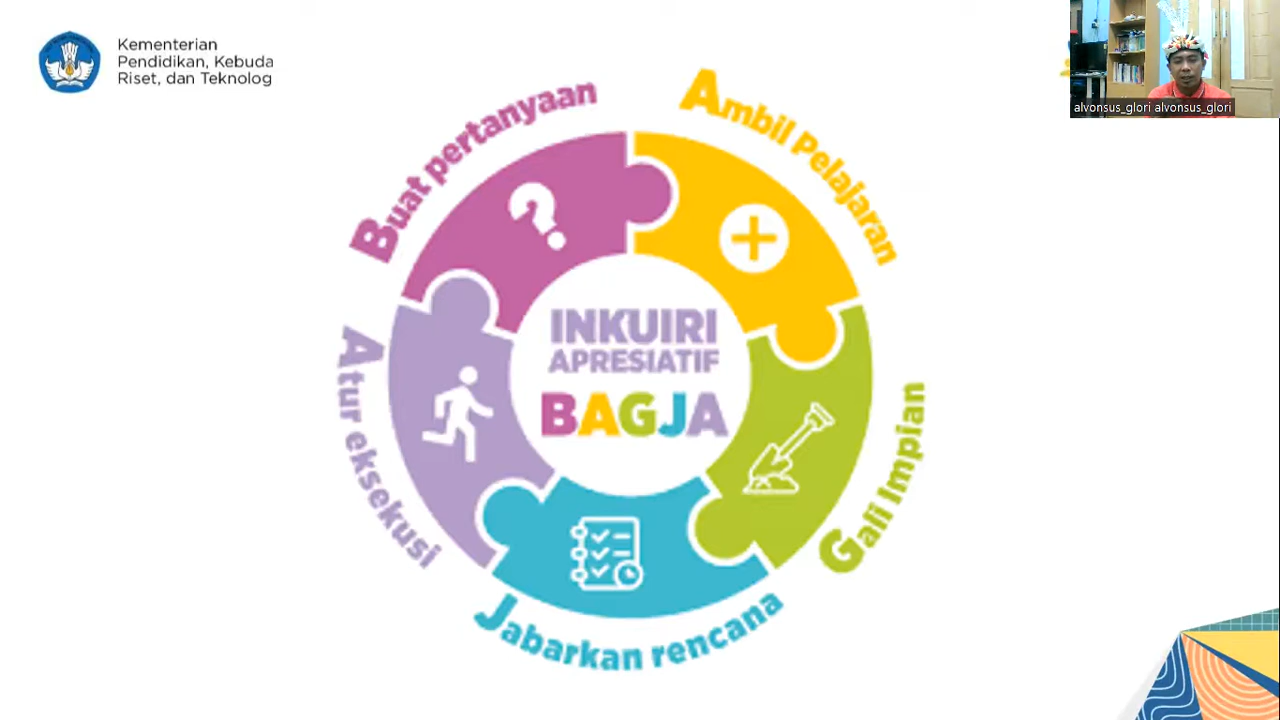 Kementerian
Pendidikan, Kebuda
Riset, dan Teknolog
alvonsus_glori alvonsus_glori
Buat pertanyaan
Ambil Pelajaran
Gali Impian
Jabarkan rencana
Atur eksekusi
INKUIRI
APRESIATIF
BAGJA